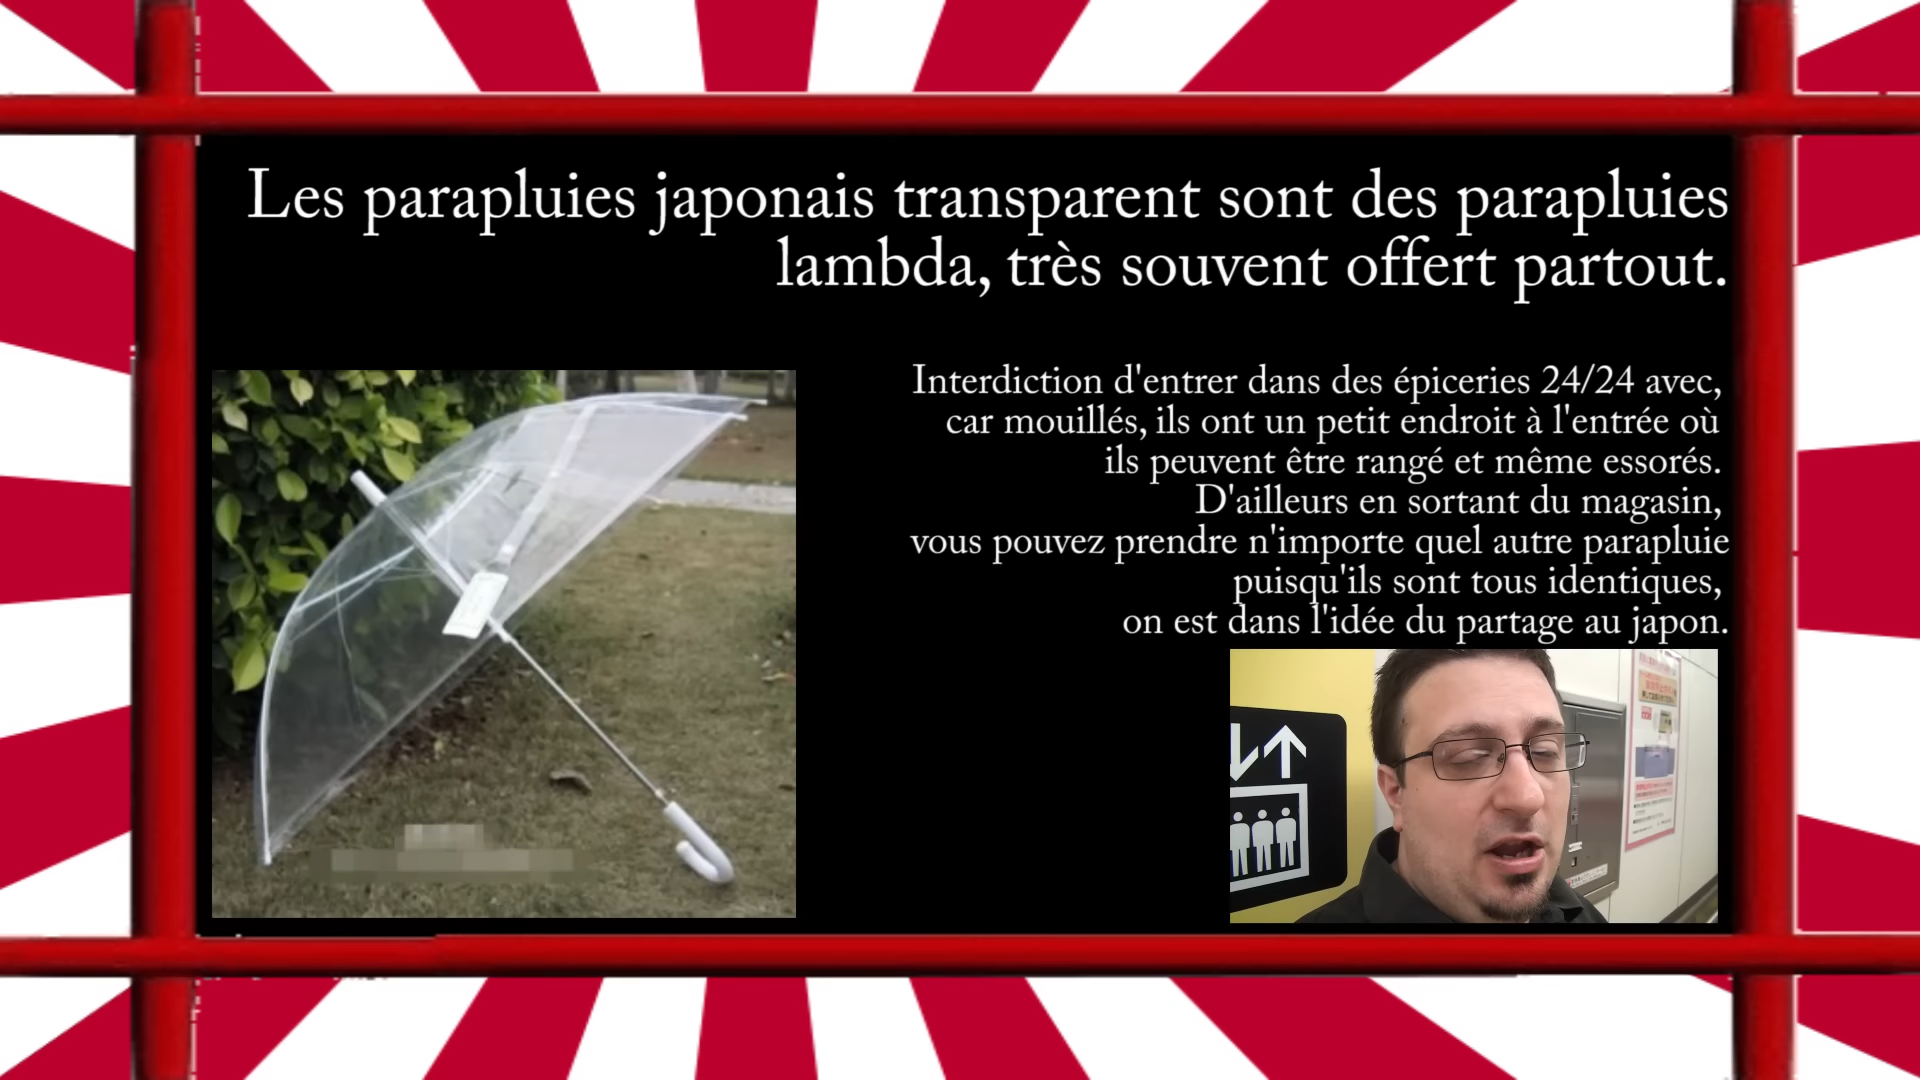 Les parapluies japonais transparent sont des parapluies
lambda, très souvent offert partout.
Interdiction d'entrer dans des épiceries 24/24 avec,
car mouillés, ils ont un petit endroit à l'entrée où
ils peuvent être rangé et même essorés.
D'ailleurs en sortant du magasin,
vous pouvez prendre n'importe quel autre parapluie
puisqu'ils sont tous identiques,
on est dans l'idée du partage au japon.